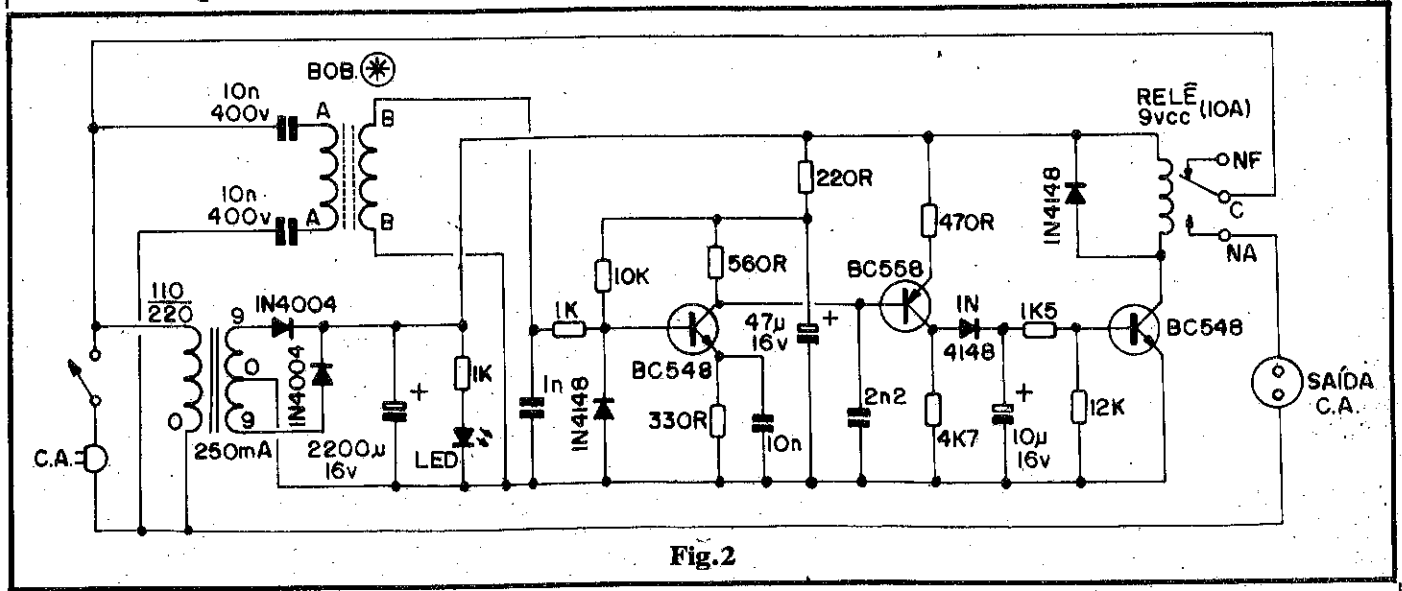 BOB.
10n
400v
A
B
10n
400v
A
B
RELÊ
9vcc (10A)
NF
C
NA
1N4148
220R
470R
10K
560R
BC558
110
220
0
9
0
9
1N4004
1N4004
250mA
C.A.
2200µ
16v
+
1K
LED
1n
1K
1N4148
BC548
330R
10n
47µ
16v
+
2n2
1N
4148
4K7
10µ
16v
+
1K5
12K
BC548
SAÍDA
C.A.
Fig.2